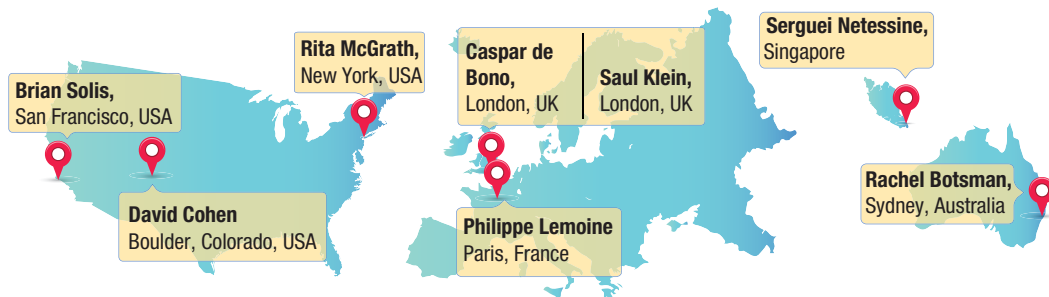 Brian Solis,
San Francisco, USA
David Cohen
Boulder, Colorado, USA
Rita McGrath,
New York, USA
Caspar de
Bono,
London, UK
Saul Klein,
London, UK
Philippe Lemoine
Paris, France
Serguei Netessine,
Singapore
Rachel Botsman,
Sydney, Australia